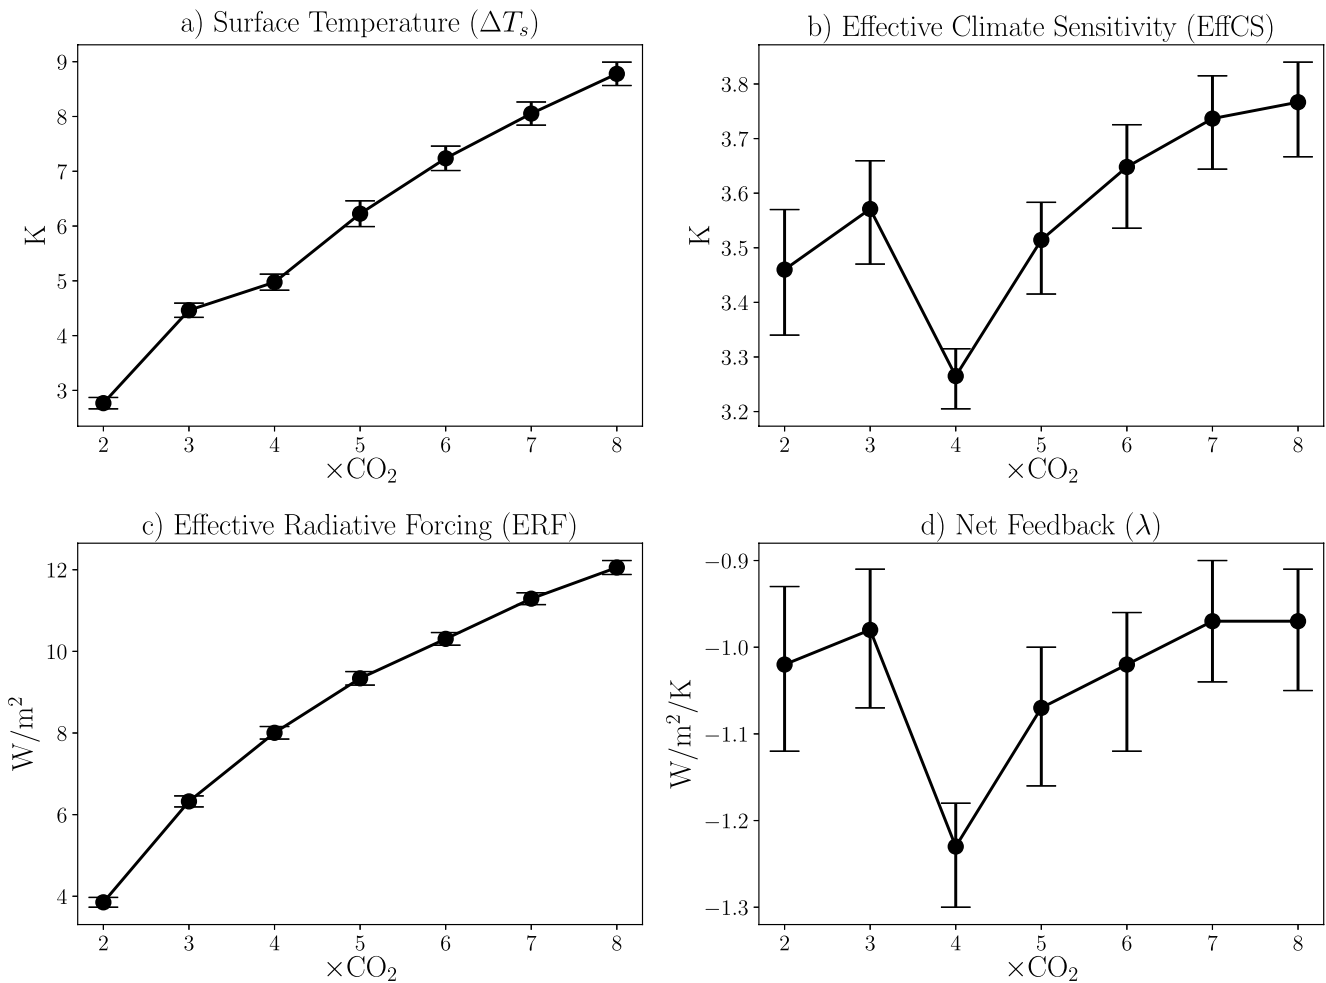 a) Surface Temperature (ΔTₛ)
9
8
7
6
5
4
3
K
2 3 4 5 6 7 8
×CO₂
b) Effective Climate Sensitivity (EffCS)
3.8
3.7
3.6
3.5
3.4
3.3
3.2
K
2 3 4 5 6 7 8
×CO₂
c) Effective Radiative Forcing (ERF)
12
10
8
6
4
W/m²
2 3 4 5 6 7 8
×CO₂
d) Net Feedback (λ)
−0.9
−1.0
−1.1
−1.2
−1.3
W/m²/K
2 3 4 5 6 7 8
×CO₂